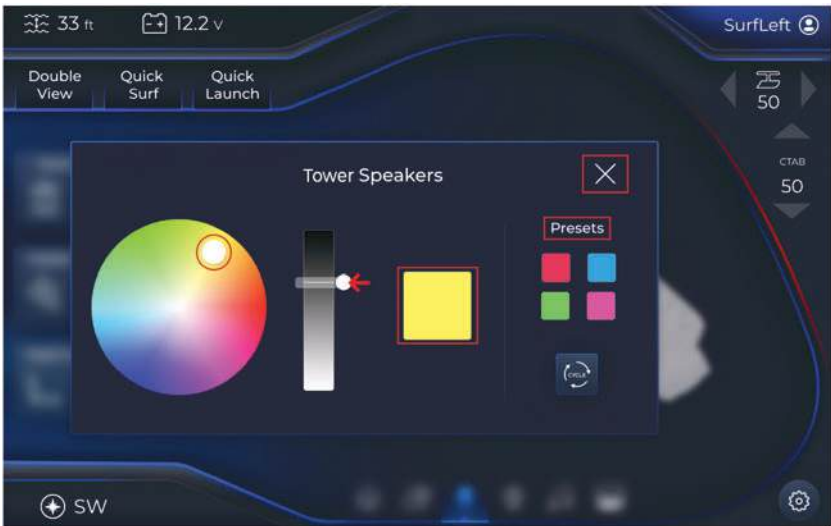 33 ft
12.2 v
SurfLeft
Double
View
Quick
Surf
Quick
Launch
50
CTAB
50
Tower Speakers
Presets
CYCLE
SW